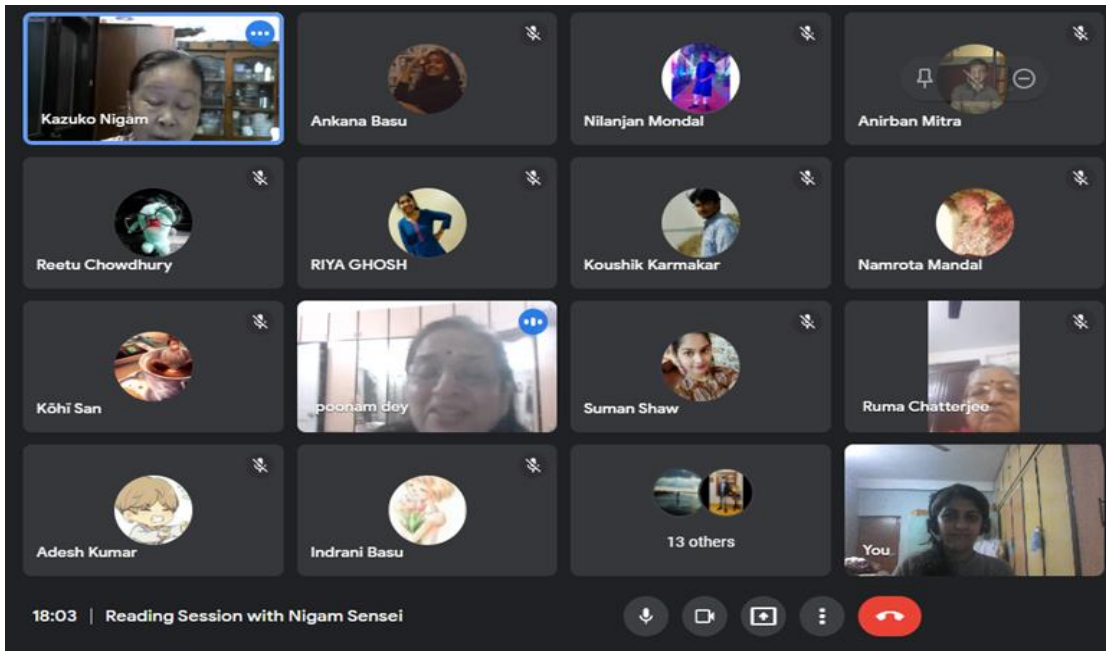 Kazuko Nigam
Ankana Basu
Nilanjan Mondal
Anirban Mitra
Reetu Chowdhury
RIYA GHOSH
Koushik Karmakar
Namrota Mandal
Kōhī San
poonam dey
Suman Shaw
Ruma Chatterjee
Adesh Kumar
Indrani Basu
13 others
You
18:03 | Reading Session with Nigam Sensei